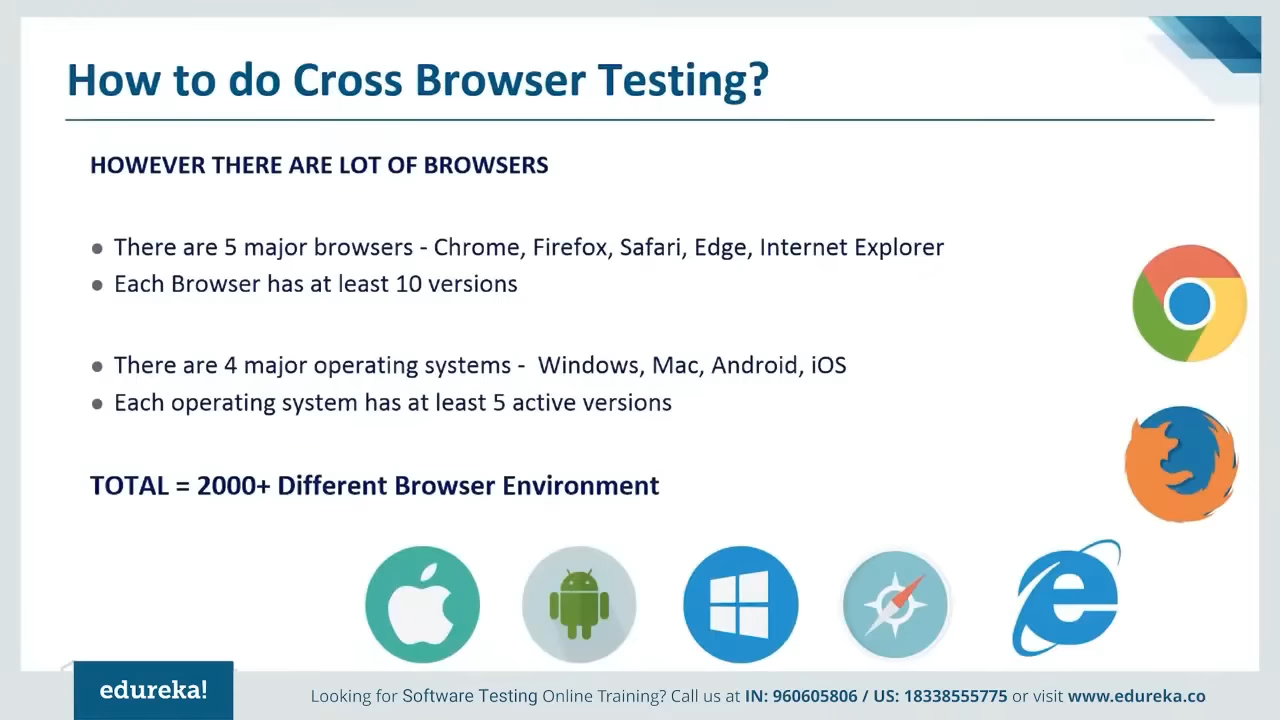 How to do Cross Browser Testing?
HOWEVER THERE ARE LOT OF BROWSERS
● There are 5 major browsers - Chrome, Firefox, Safari, Edge, Internet Explorer
● Each Browser has at least 10 versions
● There are 4 major operating systems - Windows, Mac, Android, iOS
● Each operating system has at least 5 active versions
TOTAL = 2000+ Different Browser Environment
edureka!
Looking for Software Testing Online Training? Call us at IN: 960605806 / US: 18338555775 or visit www.edureka.co